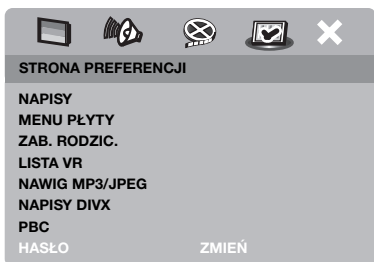 STRONA PREFERENCJI
NAPISY
MENU PŁYTY
ZAB. RODZIC.
LISTA VR
NAWIG MP3/JPEG
NAPISY DIVX
PBC
HASŁO ZMIEŃ